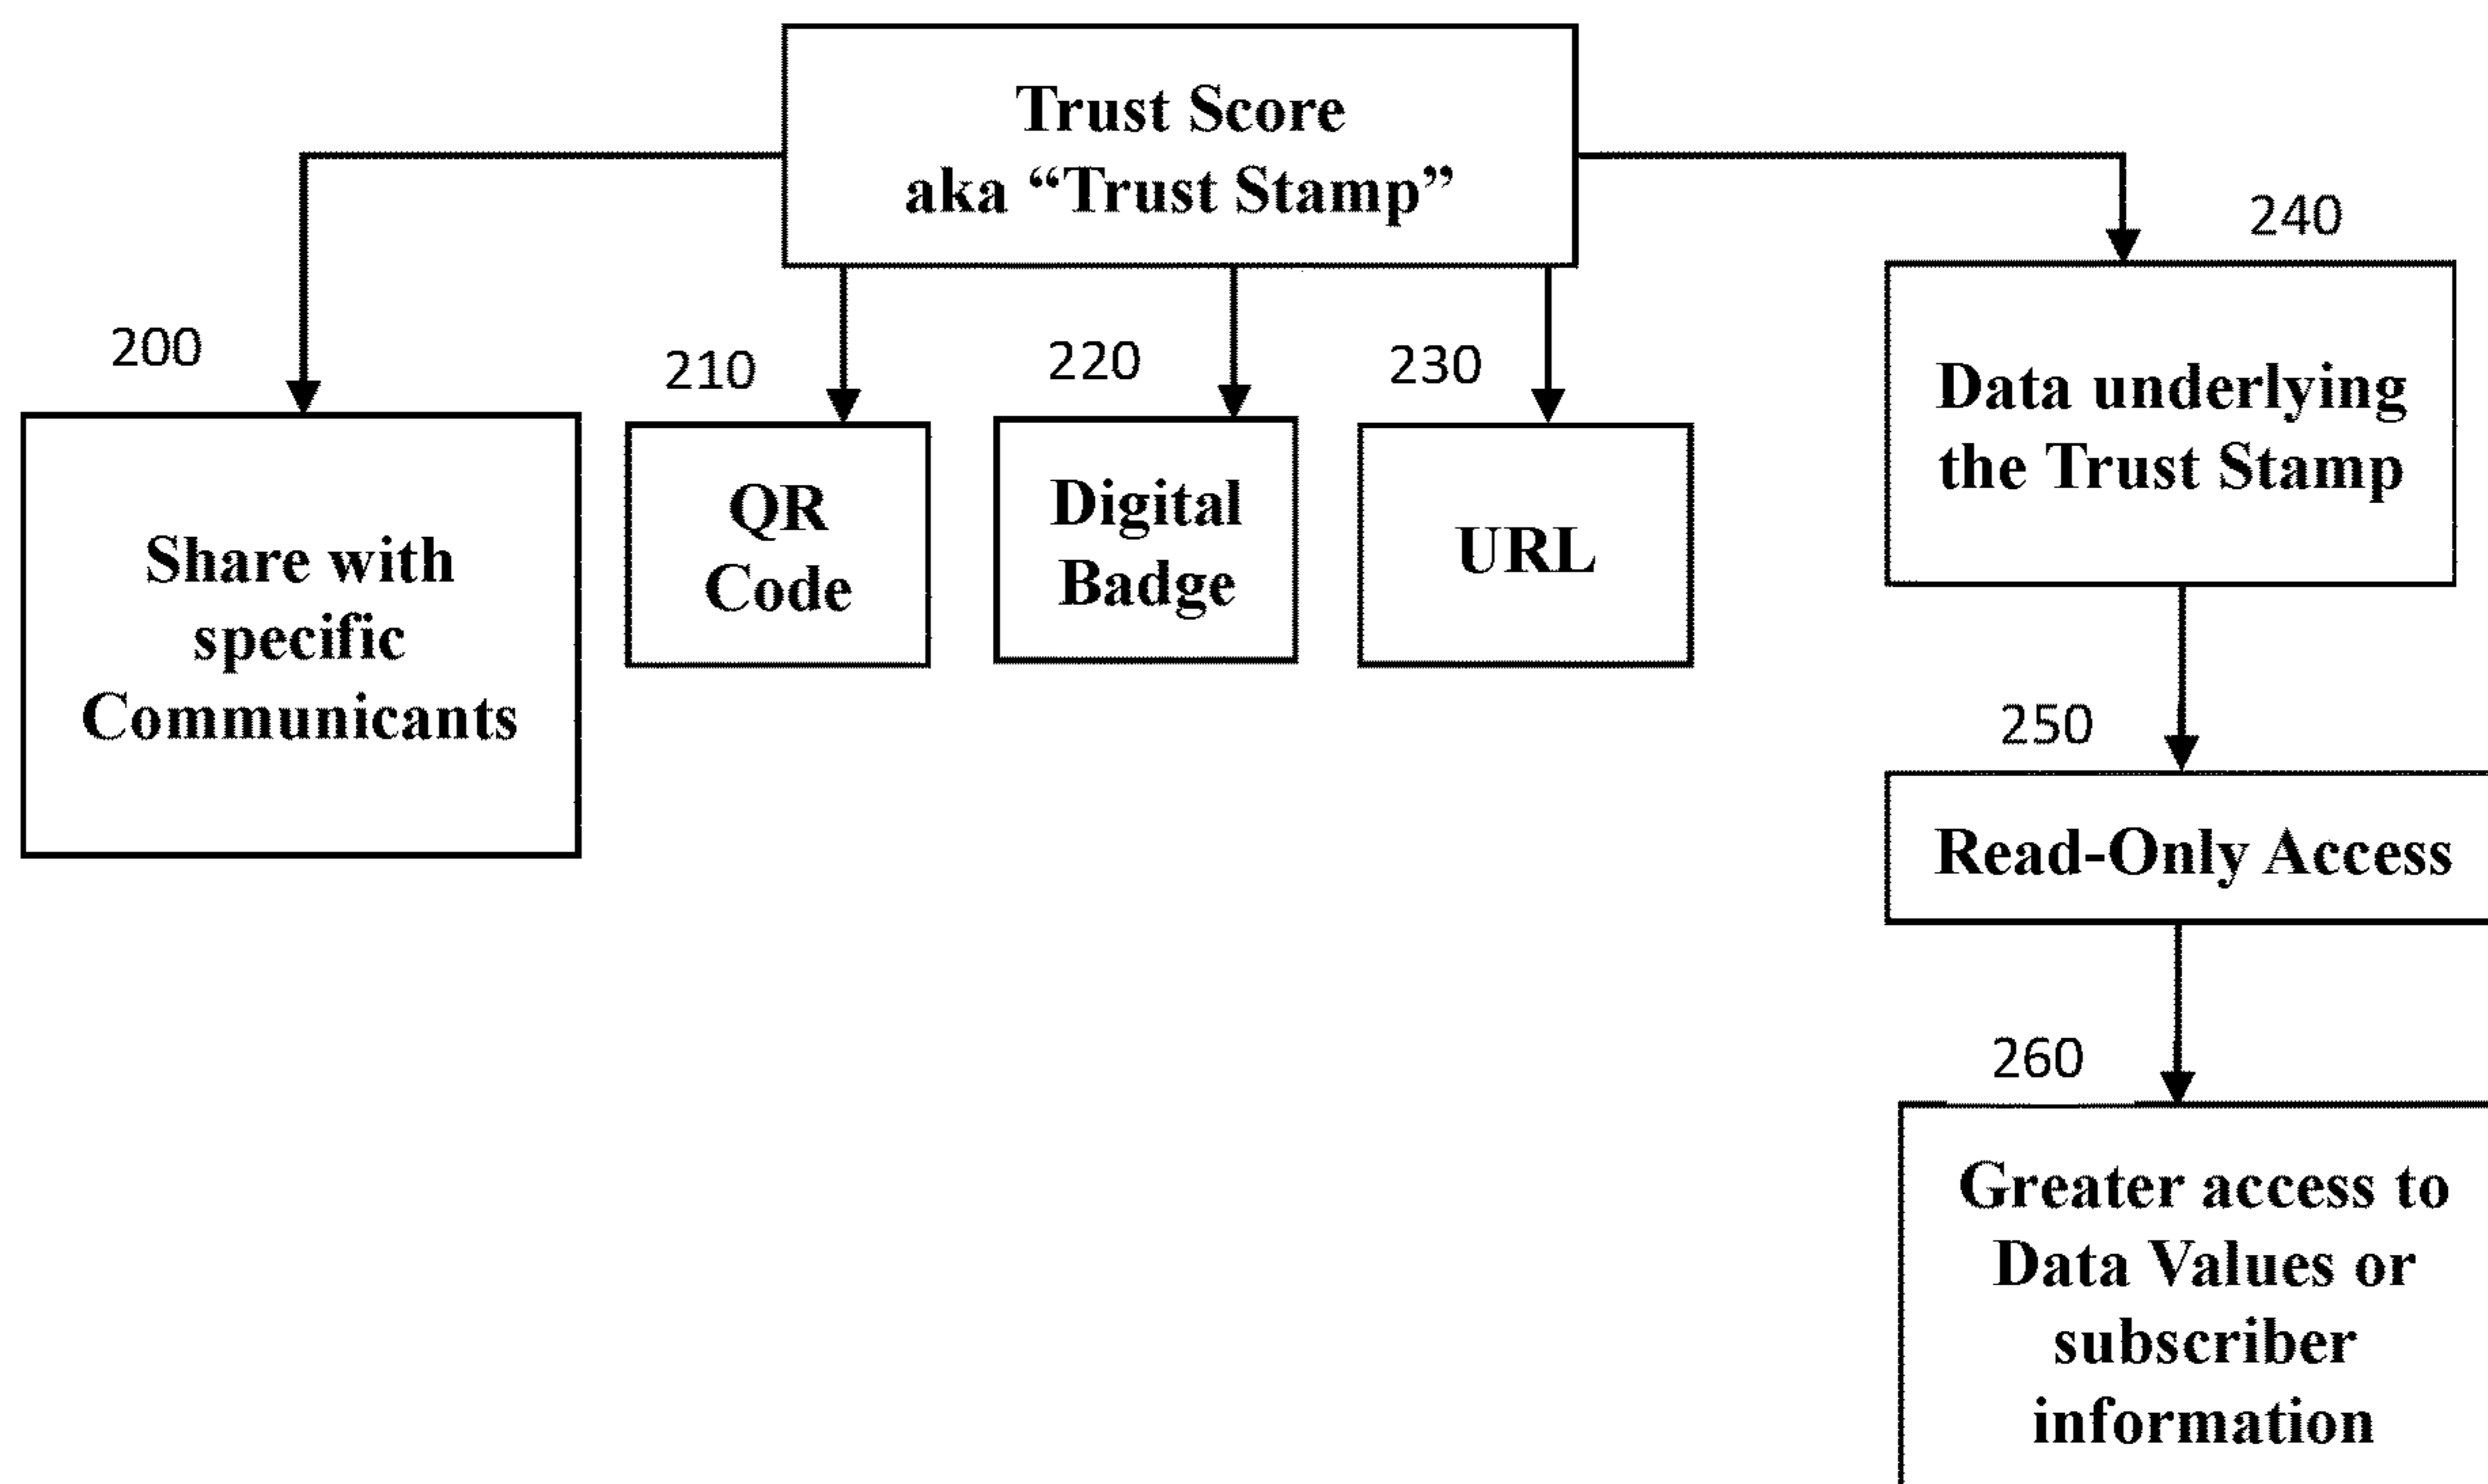 Trust Score
aka “Trust Stamp”
200
Share with
specific
Communicants
210
QR
Code
220
Digital
Badge
230
URL
240
Data underlying
the Trust Stamp
250
Read-Only Access
260
Greater access to
Data Values or
subscriber
information